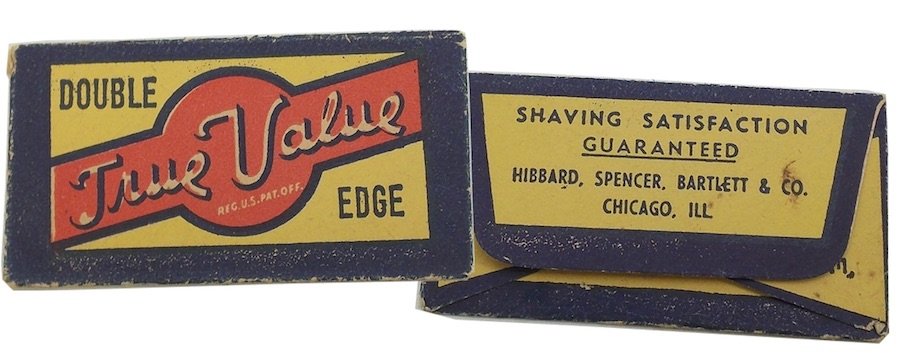 DOUBLE
True Value
REG.U.S.PAT.OFF.
EDGE
SHAVING SATISFACTION
GUARANTEED
HIBBARD, SPENCER, BARTLETT & CO.
CHICAGO, ILL.